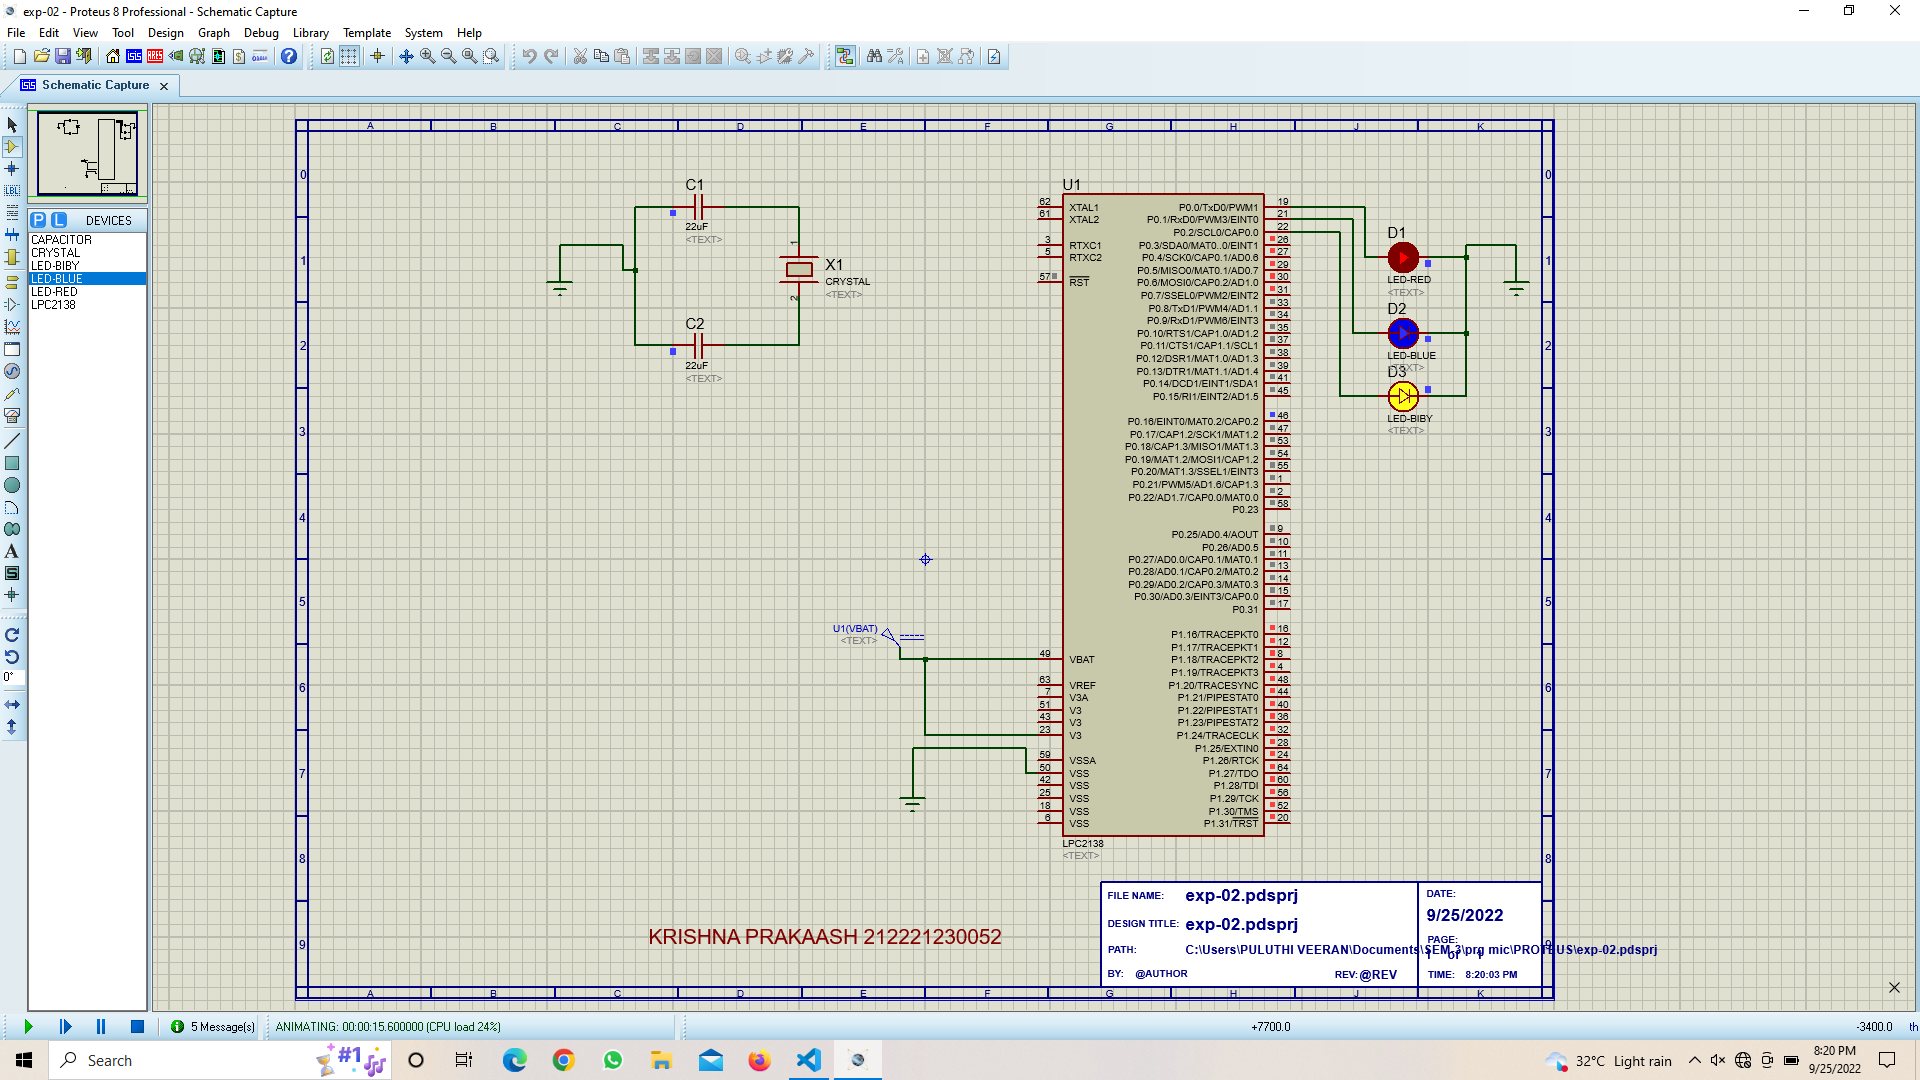 exp-02 - Proteus 8 Professional - Schematic Capture
File Edit View Tool Design Graph Debug Library Template System Help
Schematic Capture
P L DEVICES
CAPACITOR
CRYSTAL
LED-BIBY
LED-BLUE
LED-RED
LPC2138
0°
A B C D E F G H J K
0 0
1 1
2 2
3 3
4 4
5 5
6 6
7 7
8 8
9 9
C1
22uF
<TEXT>
X1
CRYSTAL
<TEXT>
1
2
C2
22uF
<TEXT>
U1
62 XTAL1
61 XTAL2
3 RTXC1
5 RTXC2
57 RST
49 VBAT
63 VREF
7 V3A
51 V3
43 V3
23 V3
59 VSSA
50 VSS
42 VSS
25 VSS
18 VSS
6 VSS
P0.0/TxD0/PWM1 19
P0.1/RxD0/PWM3/EINT0 21
P0.2/SCL0/CAP0.0 22
P0.3/SDA0/MAT0..0/EINT1 26
P0.4/SCK0/CAP0.1/AD0.6 27
P0.5/MISO0/MAT0.1/AD0.7 29
P0.6/MOSI0/CAP0.2/AD1.0 30
P0.7/SSEL0/PWM2/EINT2 31
P0.8/TxD1/PWM4/AD1.1 33
P0.9/RxD1/PWM6/EINT3 34
P0.10/RTS1/CAP1.0/AD1.2 35
P0.11/CTS1/CAP1.1/SCL1 37
P0.12/DSR1/MAT1.0/AD1.3 38
P0.13/DTR1/MAT1.1/AD1.4 39
P0.14/DCD1/EINT1/SDA1 41
P0.15/RI1/EINT2/AD1.5 45
P0.16/EINT0/MAT0.2/CAP0.2 46
P0.17/CAP1.2/SCK1/MAT1.2 47
P0.18/CAP1.3/MISO1/MAT1.3 53
P0.19/MAT1.2/MOSI1/CAP1.2 54
P0.20/MAT1.3/SSEL1/EINT3 55
P0.21/PWM5/AD1.6/CAP1.3 1
P0.22/AD1.7/CAP0.0/MAT0.0 2
P0.23 58
P0.25/AD0.4/AOUT 9
P0.26/AD0.5 10
P0.27/AD0.0/CAP0.1/MAT0.1 11
P0.28/AD0.1/CAP0.2/MAT0.2 13
P0.29/AD0.2/CAP0.3/MAT0.3 14
P0.30/AD0.3/EINT3/CAP0.0 15
P0.31 17
P1.16/TRACEPKT0 16
P1.17/TRACEPKT1 12
P1.18/TRACEPKT2 8
P1.19/TRACEPKT3 4
P1.20/TRACESYNC 48
P1.21/PIPESTAT0 44
P1.22/PIPESTAT1 40
P1.23/PIPESTAT2 36
P1.24/TRACECLK 32
P1.25/EXTIN0 28
P1.26/RTCK 24
P1.27/TDO 64
P1.28/TDI 60
P1.29/TCK 56
P1.30/TMS 52
P1.31/TRST 20
LPC2138
<TEXT>
U1(VBAT)
<TEXT>
D1
LED-RED
<TEXT>
D2
LED-BLUE
<TEXT>
D3
LED-BIBY
<TEXT>
KRISHNA PRAKAASH 212221230052
FILE NAME: exp-02.pdsprj
DESIGN TITLE: exp-02.pdsprj
PATH: C:\Users\PULUTHI VEERAN\Documents\SEM-3\prg mic\PROTEUS\exp-02.pdsprj
BY: @AUTHOR REV:@REV
DATE:
9/25/2022
PAGE:
TIME: 8:20:03 PM
A B C D E F G H J K
5 Message(s) ANIMATING: 00:00:15.600000 (CPU load 24%) +7700.0 -3400.0 th
Search #1 32°C Light rain 8:20 PM
9/25/2022